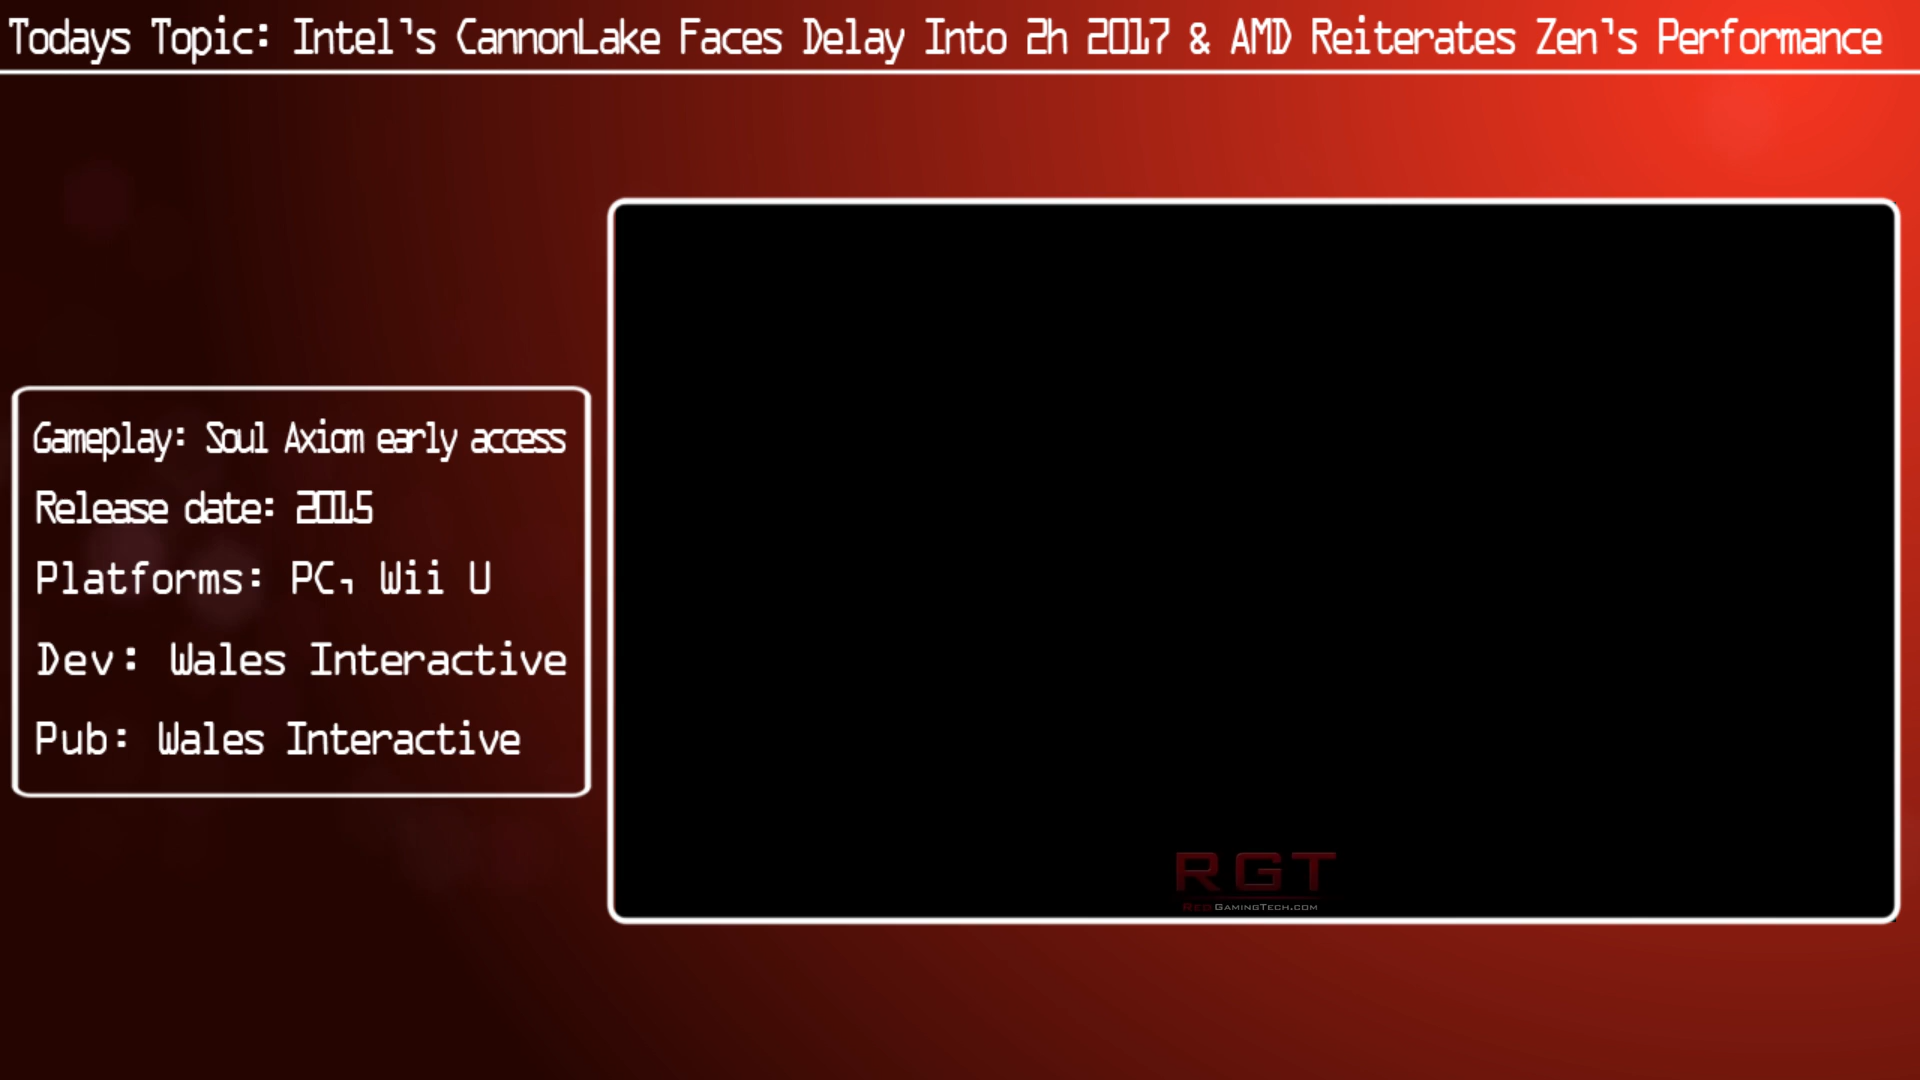 Todays Topic: Intel's CannonLake Faces Delay Into 2h 2017 & AMD Reiterates Zen's Performance
Gameplay: Soul Axiom early access
Release date: 2015
Platforms: PC, Wii U
Dev: Wales Interactive
Pub: Wales Interactive
RGT
RedGamingTech.com